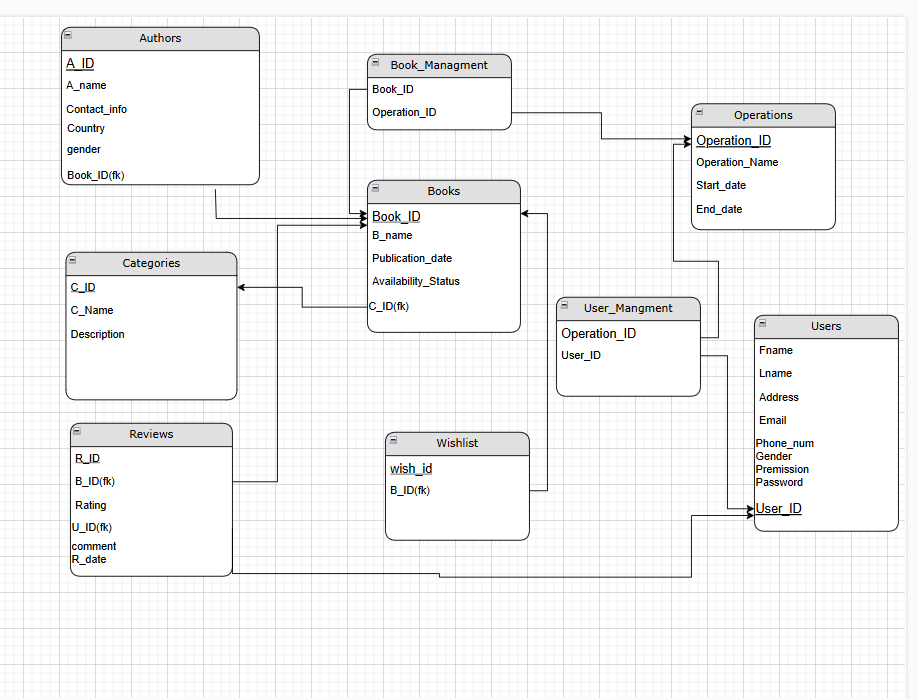 Authors
A_ID
A_name
Contact_info
Country
gender
Book_ID(fk)
Book_Managment
Book_ID
Operation_ID
Operations
Operation_ID
Operation_Name
Start_date
End_date
Books
Book_ID
B_name
Publication_date
Availability_Status
C_ID(fk)
Categories
C_ID
C_Name
Description
User_Mangment
Operation_ID
User_ID
Users
Fname
Lname
Address
Email
Phone_num
Gender
Premission
Password
User_ID
Reviews
R_ID
B_ID(fk)
Rating
U_ID(fk)
comment
R_date
Wishlist
wish_id
B_ID(fk)